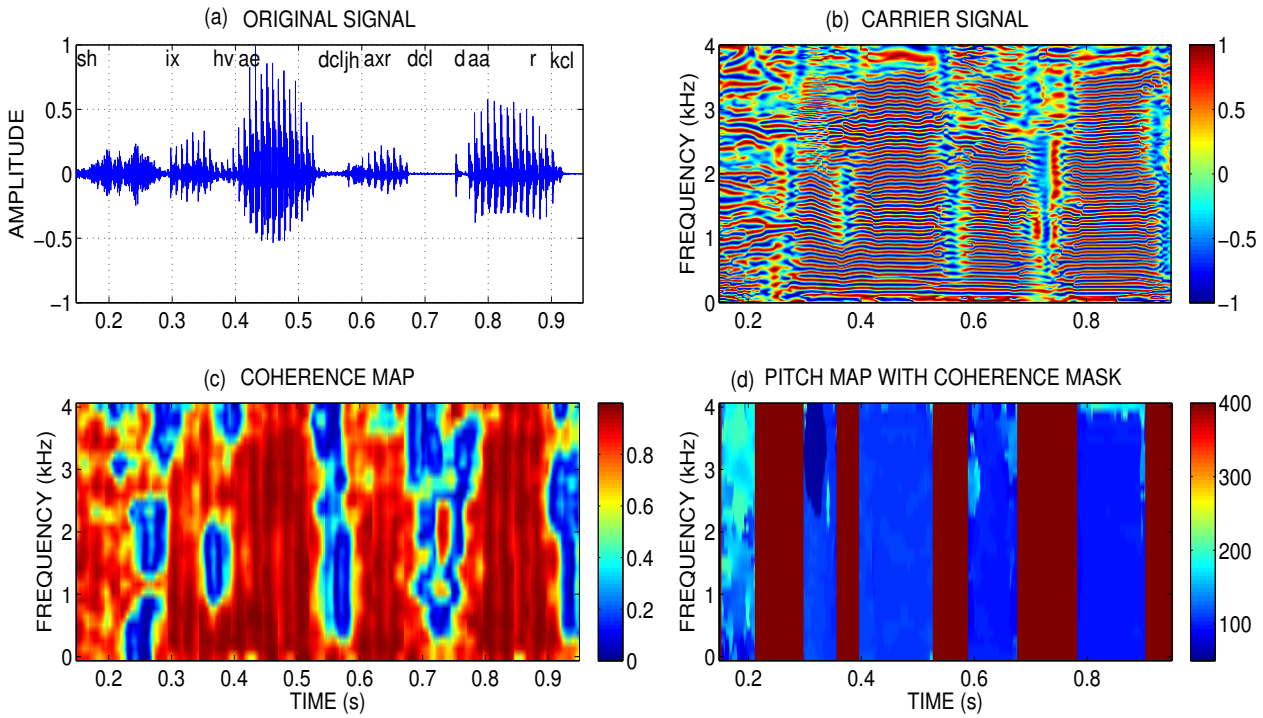 (a) ORIGINAL SIGNAL
1
0.5
0
−0.5
−1
AMPLITUDE
sh ix hv ae dcl jh axr dcl d aa r kcl
0.2 0.3 0.4 0.5 0.6 0.7 0.8 0.9
(b) CARRIER SIGNAL
4
3
2
1
0
FREQUENCY (kHz)
0.2 0.4 0.6 0.8
1
0.5
0
−0.5
−1
(c) COHERENCE MAP
4
3
2
1
0
FREQUENCY (kHz)
0.2 0.3 0.4 0.5 0.6 0.7 0.8 0.9
TIME (s)
0.8
0.6
0.4
0.2
0
(d) PITCH MAP WITH COHERENCE MASK
4
3
2
1
0
FREQUENCY (kHz)
0.2 0.4 0.6 0.8
TIME (s)
400
300
200
100